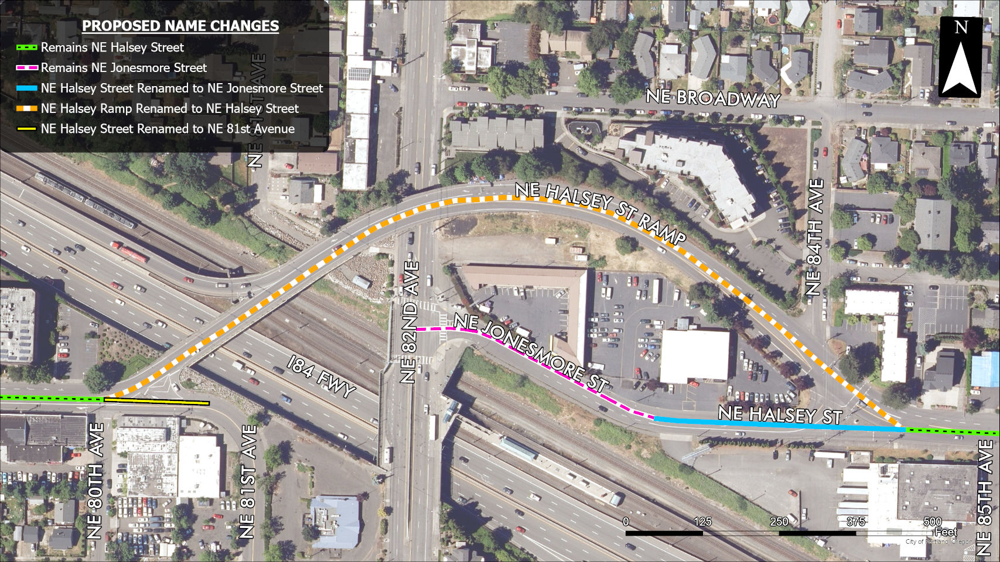 PROPOSED NAME CHANGES
Remains NE Halsey Street
Remains NE Jonesmore Street
NE Halsey Street Renamed to NE Jonesmore Street
NE Halsey Ramp Renamed to NE Halsey Street
NE Halsey Street Renamed to NE 81st Avenue
N
NE 81ST AVE
NE BROADWAY
NE HALSEY ST RAMP
NE 84TH AVE
NE 82ND AVE
NE JONESMORE ST
I84 FWY
NE HALSEY ST
NE 80TH AVE
NE 81ST AVE
NE 85TH AVE
0 125 250 375 500
Feet
City of Portland, Oregon